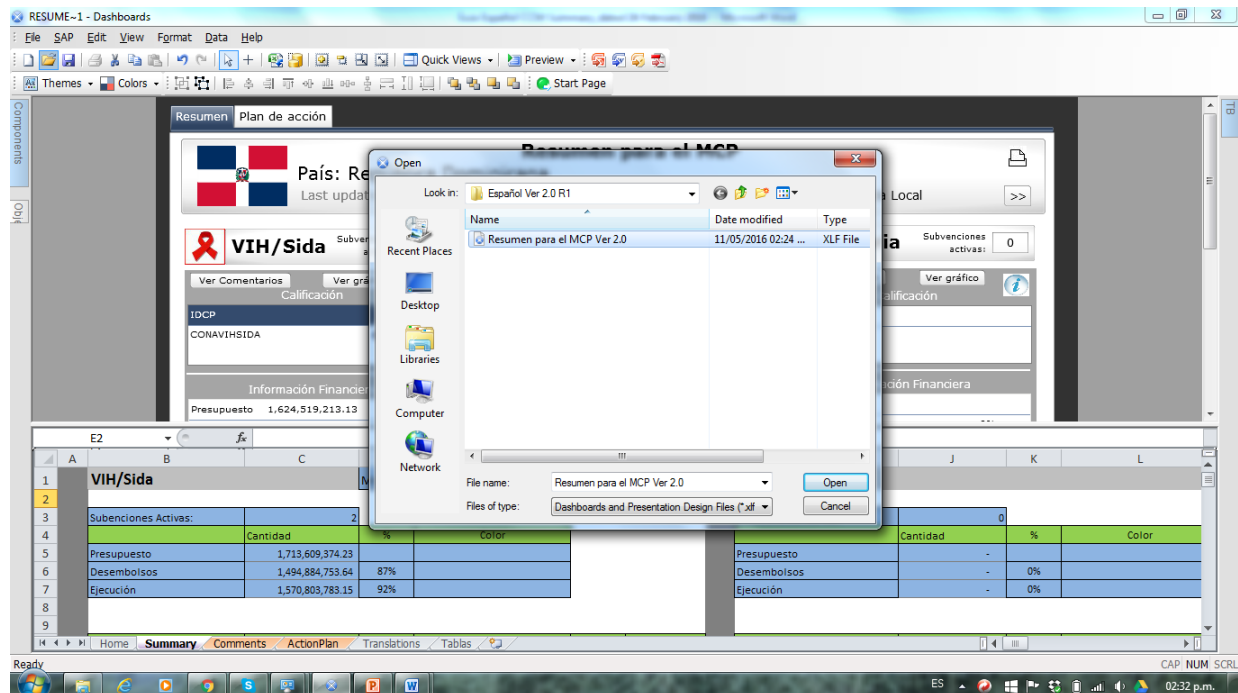 RESUME~1 - Dashboards
File SAP Edit View Format Data Help
Quick Views Preview
Themes Colors Start Page
Components
TB
Resumen Plan de acción
Resumen para el MCP
País: Re
Last updat
Local >>
VIH/Sida
Subvenciones activas: 0
Ver Comentarios Ver grá
Ver gráfico
Calificación
IDCP
CONAVIHSIDA
Información Financie
ción Financiera
Presupuesto 1,624,519,213.13
Open
Look in: Español Ver 2.0 R1
Name Date modified Type
Resumen para el MCP Ver 2.0 11/05/2016 02:24 ... XLF File
Recent Places
Desktop
Libraries
Computer
Network
File name: Resumen para el MCP Ver 2.0 Open
Files of type: Dashboards and Presentation Design Files (*.xlf Cancel
E2 fx
A B C J K L
1 VIH/Sida
2
3 Subenciones Activas: 2 0
4 Cantidad % Color Cantidad % Color
5 Presupuesto 1,713,609,374.23 Presupuesto -
6 Desembolsos 1,494,884,753.64 87% Desembolsos - 0%
7 Ejecución 1,570,803,783.15 92% Ejecución - 0%
8
9
Home Summary Comments ActionPlan Translations Tablas
Ready CAP NUM SCRL
ES 02:32 p.m.